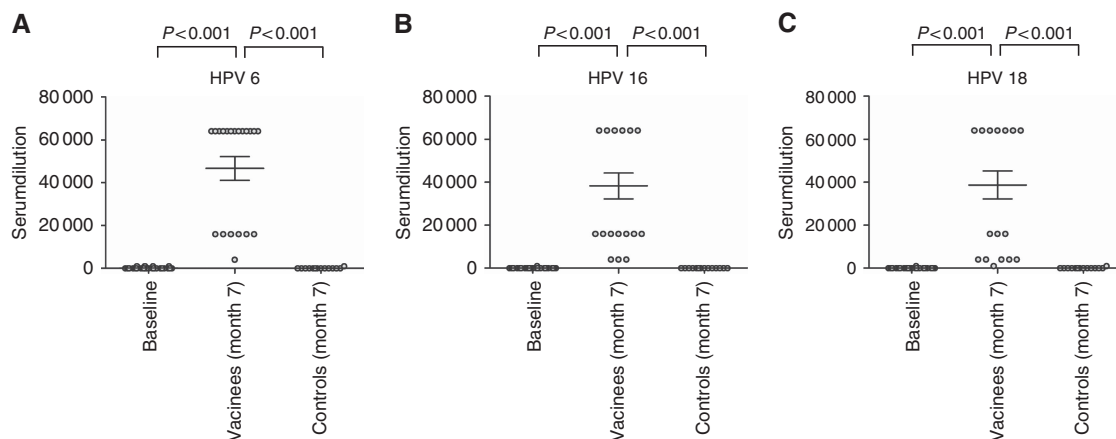 A
P<0.001
P<0.001
HPV 6
Serumdilution
80 000
60 000
40 000
20 000
0
Baseline
Vacinees (month 7)
Controls (month 7)
B
P<0.001
P<0.001
HPV 16
Serumdilution
80 000
60 000
40 000
20 000
0
Baseline
Vacinees (month 7)
Controls (month 7)
C
P<0.001
P<0.001
HPV 18
Serumdilution
80 000
60 000
40 000
20 000
0
Baseline
Vacinees (month 7)
Controls (month 7)